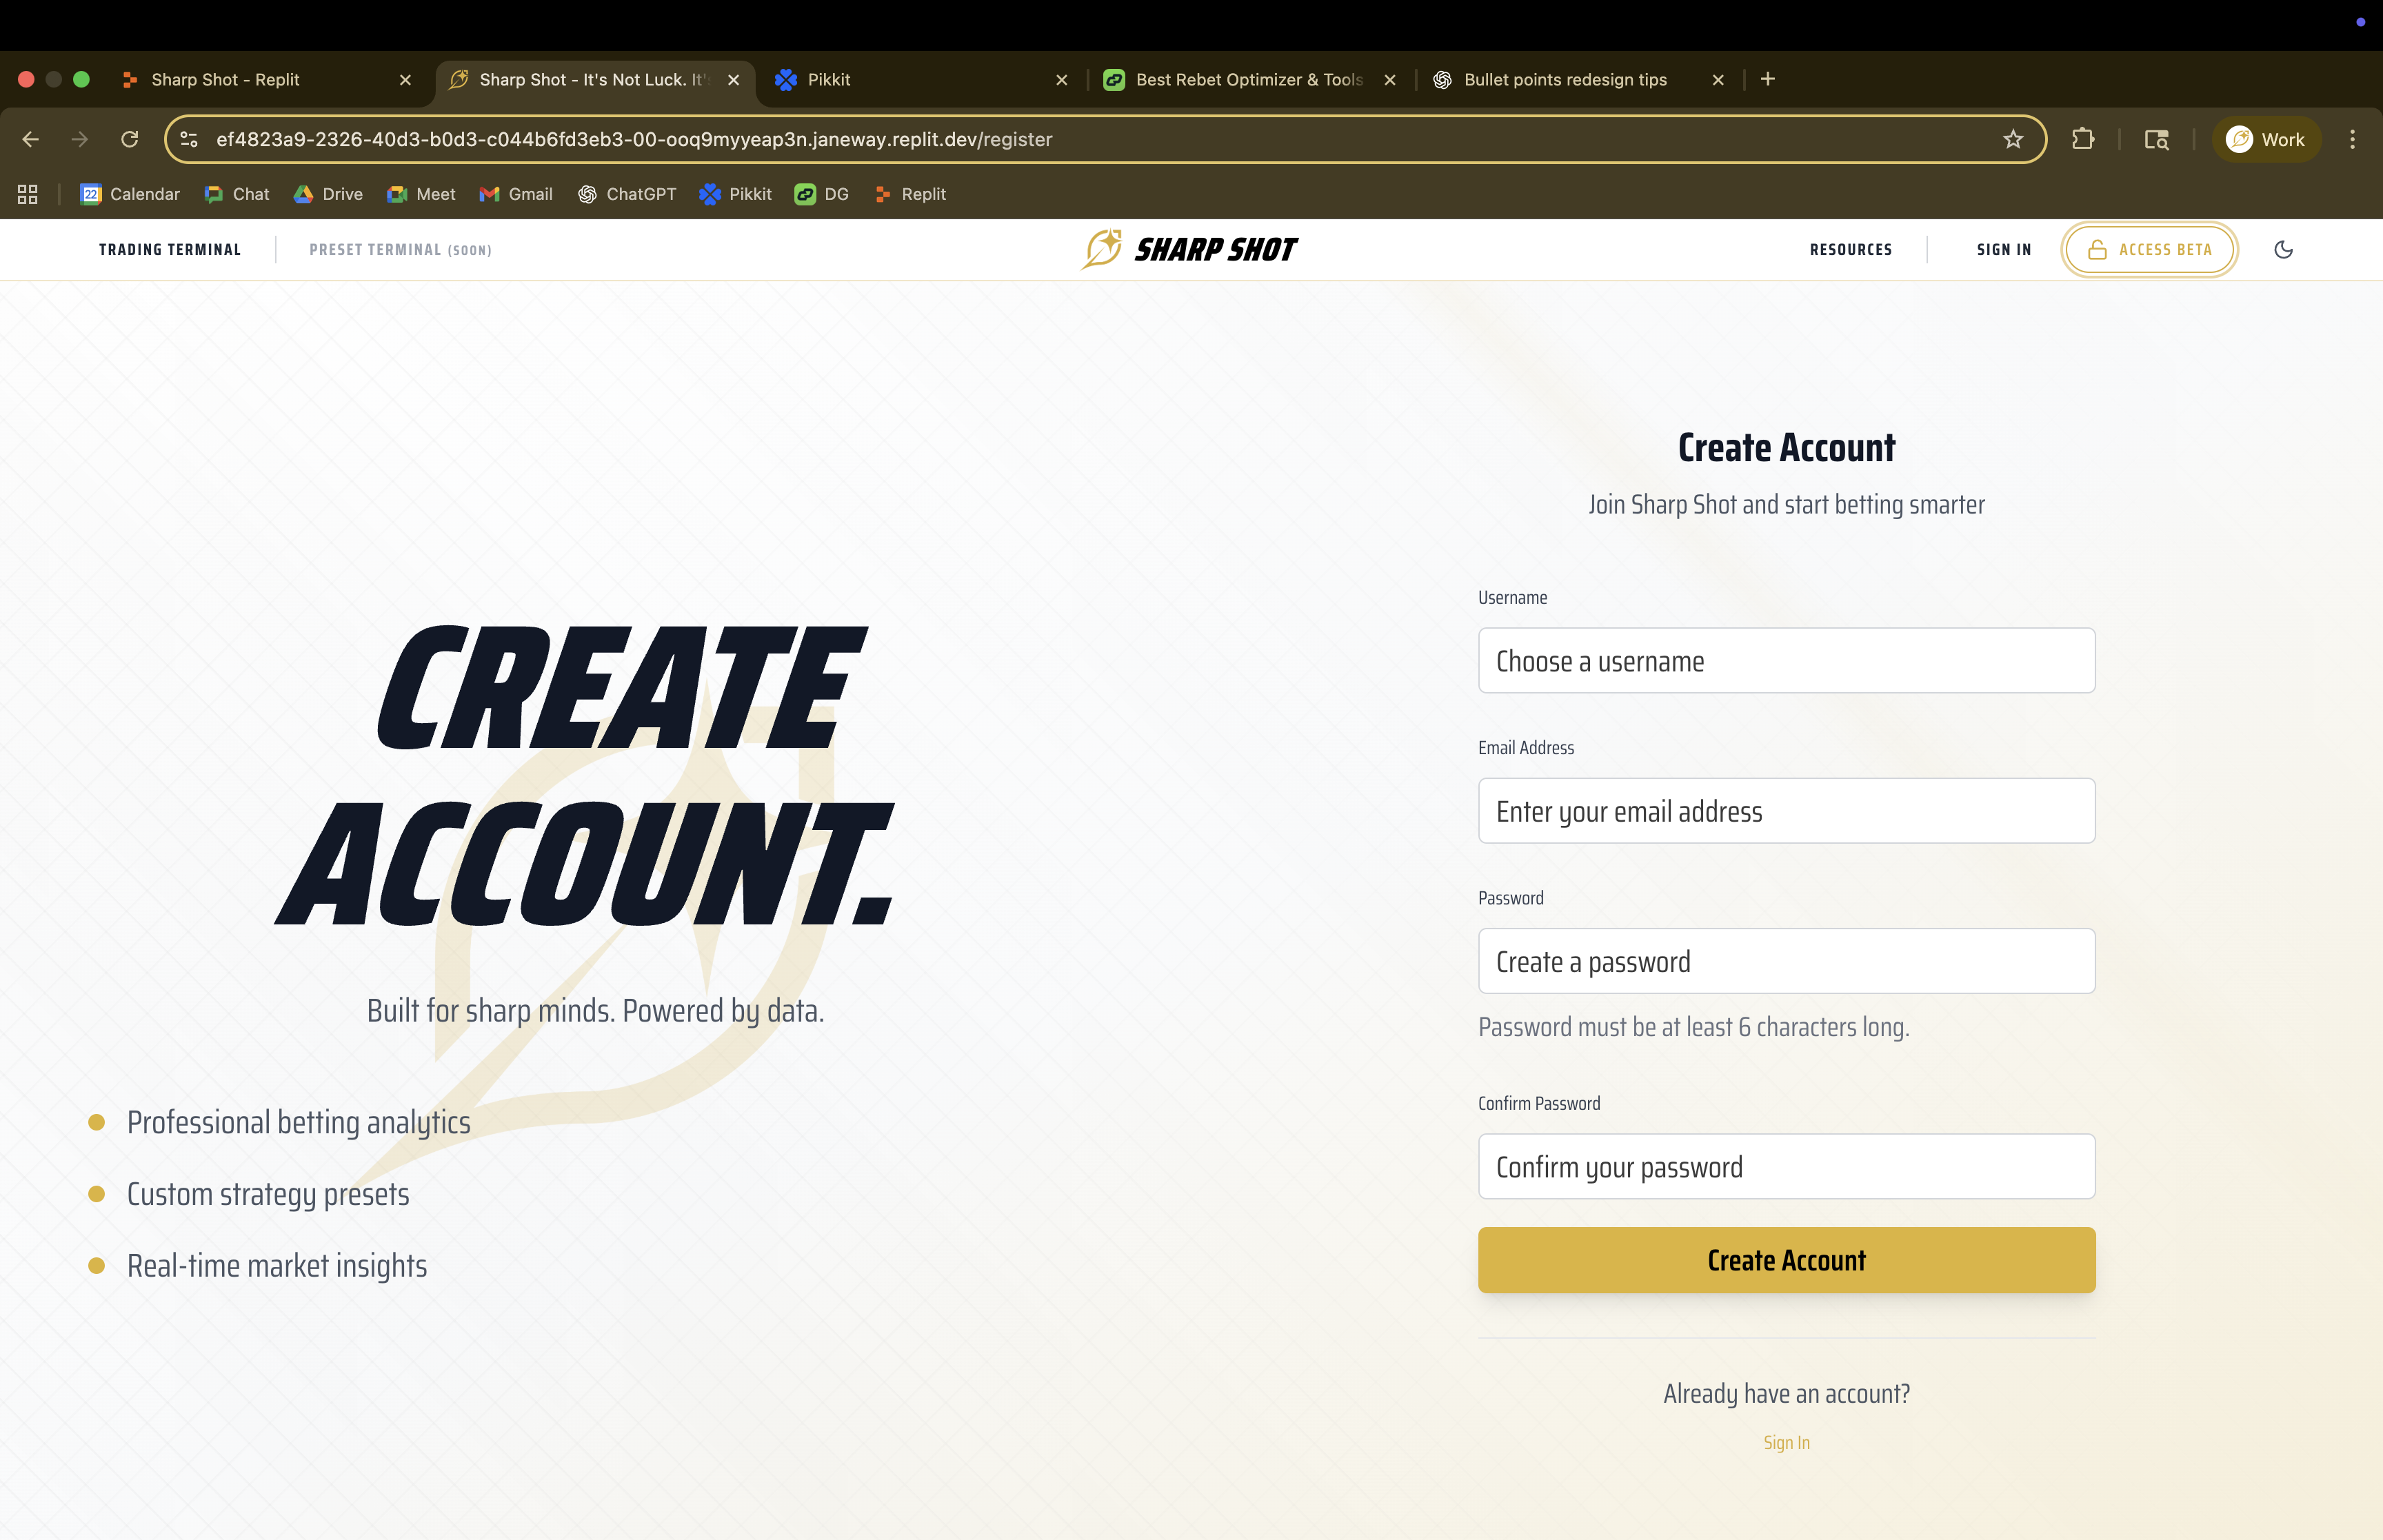 Sharp Shot - Replit
Sharp Shot - It's Not Luck. It's
Pikkit
Best Rebet Optimizer & Tools
Bullet points redesign tips
ef4823a9-2326-40d3-b0d3-c044b6fd3eb3-00-ooq9myyeap3n.janeway.replit.dev/register
Work
22 Calendar
Chat
Drive
Meet
Gmail
ChatGPT
Pikkit
DG
Replit
TRADING TERMINAL
PRESET TERMINAL (SOON)
SHARP SHOT
RESOURCES
SIGN IN
ACCESS BETA
CREATE
ACCOUNT.
Built for sharp minds. Powered by data.
Professional betting analytics
Custom strategy presets
Real-time market insights
Create Account
Join Sharp Shot and start betting smarter
Username
Choose a username
Email Address
Enter your email address
Password
Create a password
Password must be at least 6 characters long.
Confirm Password
Confirm your password
Create Account
Already have an account?
Sign In